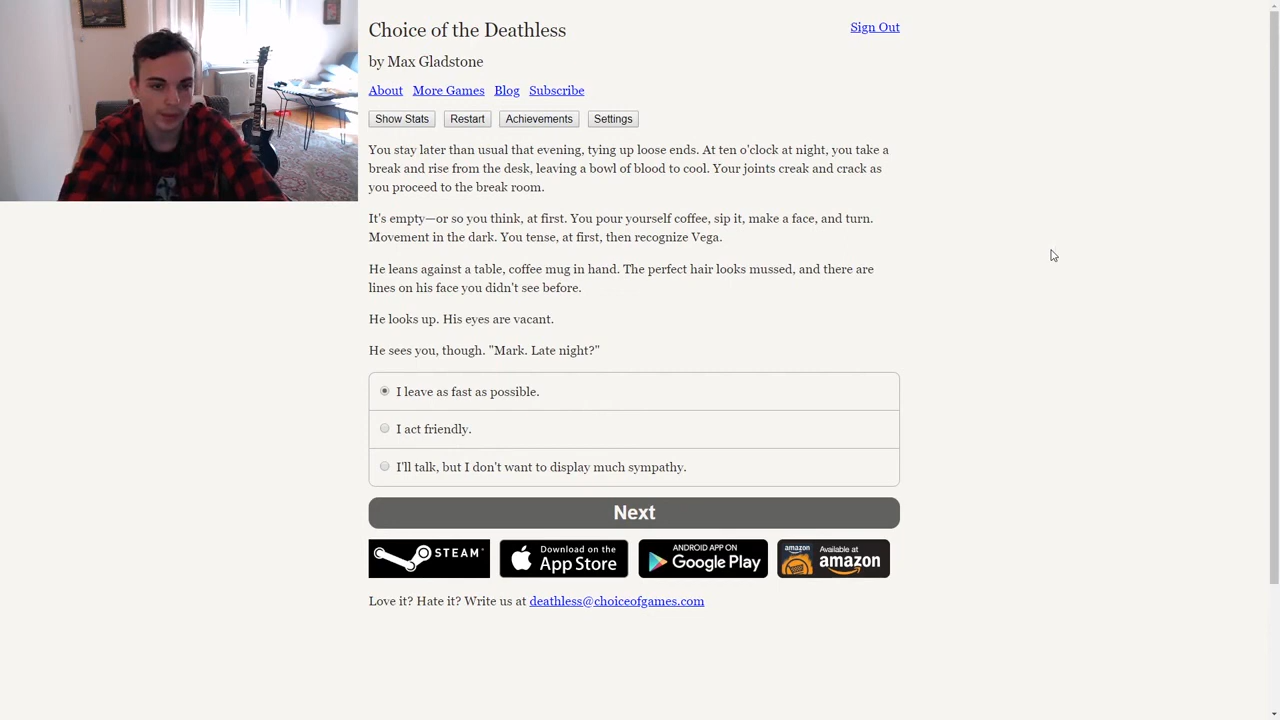 Choice of the Deathless
Sign Out
by Max Gladstone
About More Games Blog Subscribe
Show Stats Restart Achievements Settings
You stay later than usual that evening, tying up loose ends. At ten o'clock at night, you take a
break and rise from the desk, leaving a bowl of blood to cool. Your joints creak and crack as
you proceed to the break room.
It's empty—or so you think, at first. You pour yourself coffee, sip it, make a face, and turn.
Movement in the dark. You tense, at first, then recognize Vega.
He leans against a table, coffee mug in hand. The perfect hair looks mussed, and there are
lines on his face you didn't see before.
He looks up. His eyes are vacant.
He sees you, though. "Mark. Late night?"
I leave as fast as possible.
I act friendly.
I'll talk, but I don't want to display much sympathy.
Next
STEAM
Download on the
App Store
ANDROID APP ON
Google Play
amazon
apps
Available at
amazon
Love it? Hate it? Write us at deathless@choiceofgames.com